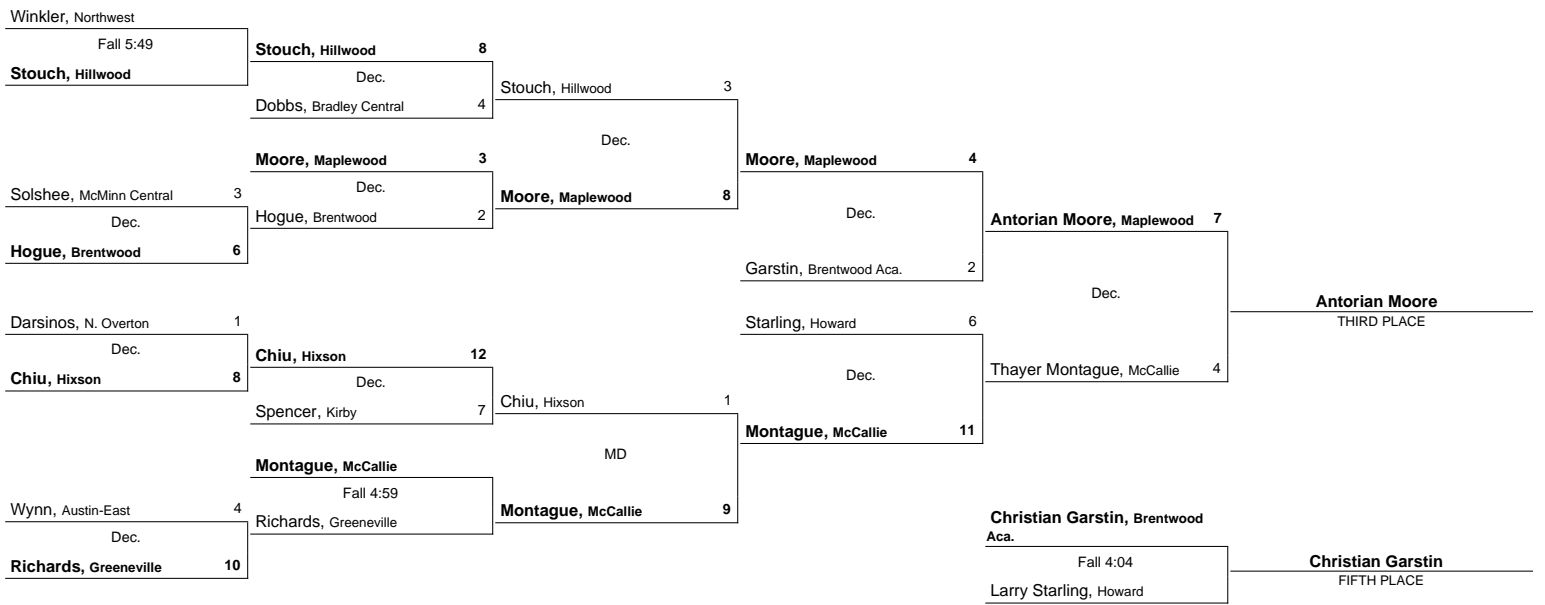 Winkler, Northwest
Fall 5:49
Stouch, Hillwood
Solshee, McMinn Central 3
Dec.
Hogue, Brentwood 6
Darsinos, N. Overton 1
Dec.
Chiu, Hixson 8
Wynn, Austin-East 4
Dec.
Richards, Greeneville 10
Stouch, Hillwood 8
Dec.
Dobbs, Bradley Central 4
Moore, Maplewood 3
Dec.
Hogue, Brentwood 2
Chiu, Hixson 12
Dec.
Spencer, Kirby 7
Montague, McCallie
Fall 4:59
Richards, Greeneville
Stouch, Hillwood 3
Dec.
Moore, Maplewood 8
Chiu, Hixson 1
MD
Montague, McCallie 9
Moore, Maplewood 4
Dec.
Garstin, Brentwood Aca. 2
Starling, Howard 6
Dec.
Montague, McCallie 11
Antorian Moore, Maplewood 7
Dec.
Thayer Montague, McCallie 4
Antorian Moore
THIRD PLACE
Christian Garstin, Brentwood
Aca.
Fall 4:04
Larry Starling, Howard
Christian Garstin
FIFTH PLACE